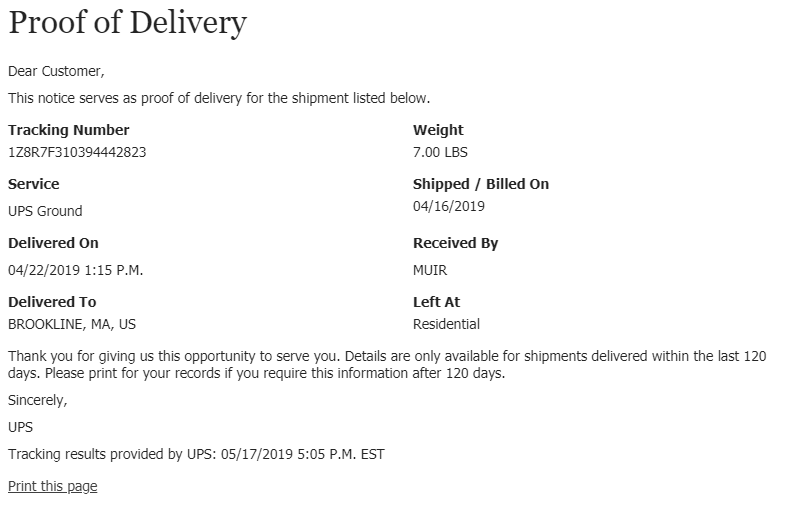 Proof of Delivery
Dear Customer,
This notice serves as proof of delivery for the shipment listed below.
Tracking Number
1Z8R7F310394442823
Weight
7.00 LBS
Service
UPS Ground
Shipped / Billed On
04/16/2019
Delivered On
04/22/2019 1:15 P.M.
Received By
MUIR
Delivered To
BROOKLINE, MA, US
Left At
Residential
Thank you for giving us this opportunity to serve you. Details are only available for shipments delivered within the last 120
days. Please print for your records if you require this information after 120 days.
Sincerely,
UPS
Tracking results provided by UPS: 05/17/2019 5:05 P.M. EST
Print this page